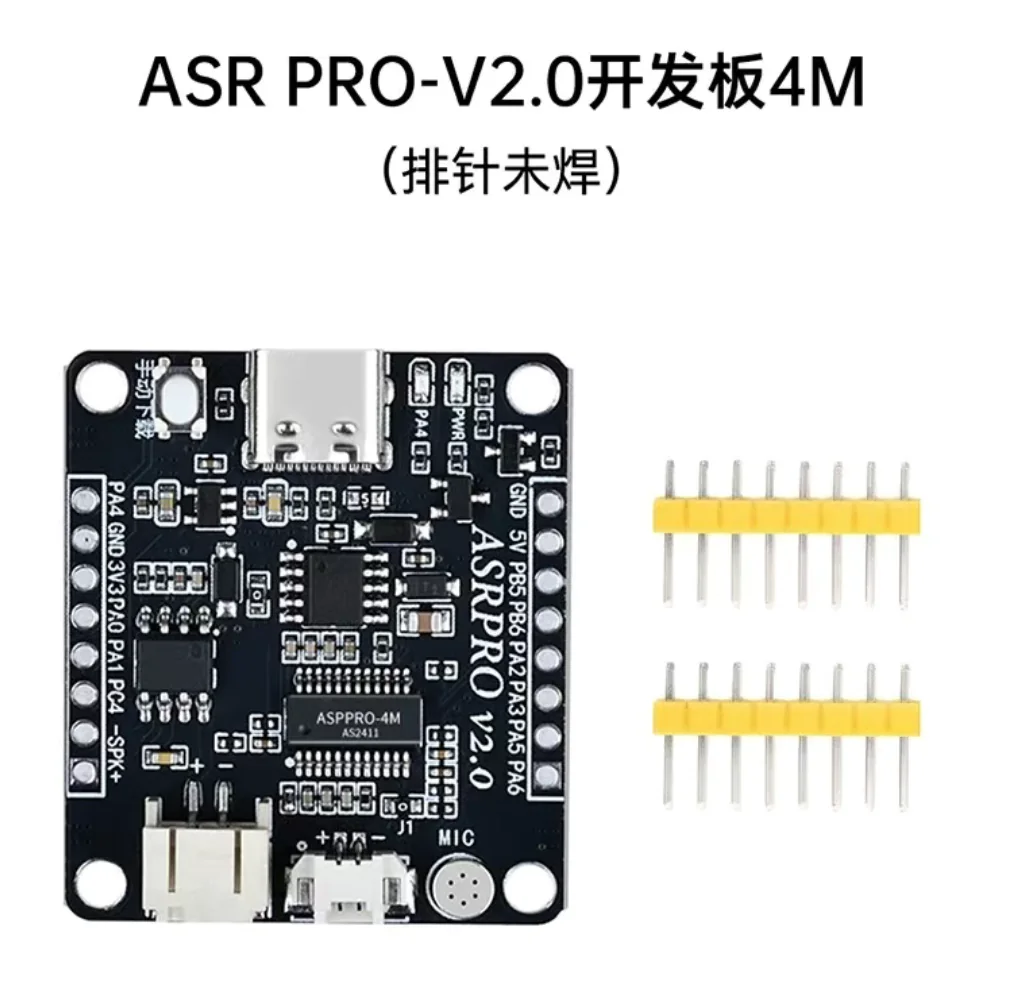 ASR PRO-V2.0开发板4M
（排针未焊）
手动下载
PA4
PWR
PA4
GND
3V3
PA0
PA1
PC4
-SPK+
GND
5V
PB5
PB6
PA2
PA3
PA5
PA6
ASRPRO V2.0
ASPPRO-4M
AS2411
+ -
J1
+ -
MIC